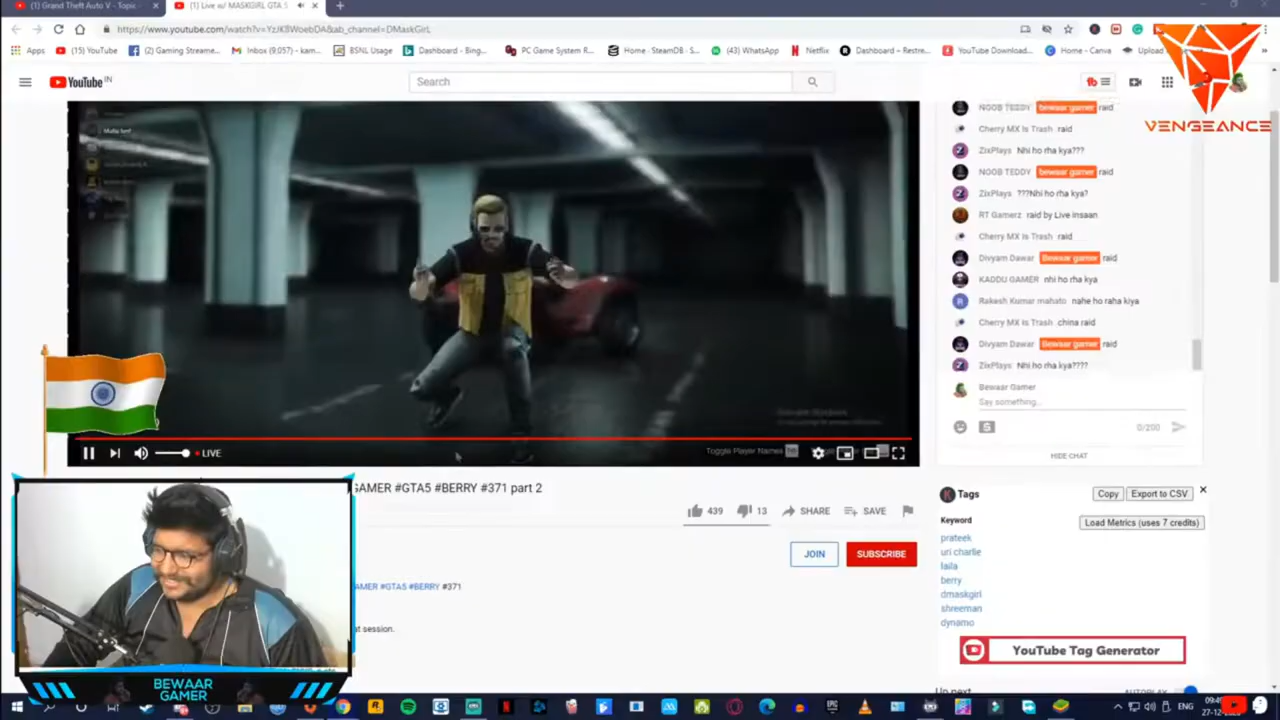 (1) Grand Theft Auto V - Topic -
(1) Live w/ MASKGIRL GTA 5
https://www.youtube.com/watch?v=YzJKflWoebDA&ab_channel=DMaskGirL
Apps
(15) YouTube
(2) Gaming Streame...
Inbox (9,057) - kam...
BSNL Usage
Dashboard - Bing...
PC Game System R...
Home · SteamDB · S...
(43) WhatsApp
Netflix
Dashboard – Restre...
YouTube Download...
Home - Canva
Upload
YouTube IN
Search
VENGEANCE
NOOB TEDDY bewaar gamer raid
Cherry MX Is Trash raid
ZixPlays Nhi ho rha kya???
NOOB TEDDY bewaar gamer raid
ZixPlays ???Nhi ho rha kya?
RT Gamerz raid by Live insaan
Cherry MX Is Trash raid
Divyam Dawar Bewaar gamer raid
KADDU GAMER nhi ho rha kya
Rakesh Kumar mahato nahe ho raha kiya
Cherry MX Is Trash china raid
Divyam Dawar Bewaar gamer raid
ZixPlays Nhi ho rha kya????
Bewaar Gamer
Say something...
0/200
HIDE CHAT
LIVE
Toggle Player Names
GAMER #GTA5 #BERRY #371 part 2
439
13
SHARE
SAVE
JOIN
SUBSCRIBE
AMER #GTA5 #BERRY #371
at session.
Tags
Copy
Export to CSV
Keyword
Load Metrics (uses 7 credits)
prateek
uri charlie
laila
berry
dmaskgirl
shreeman
dynamo
YouTube Tag Generator
Up next
AUTOPLAY
BEWAAR
GAMER
ENG
27-12-